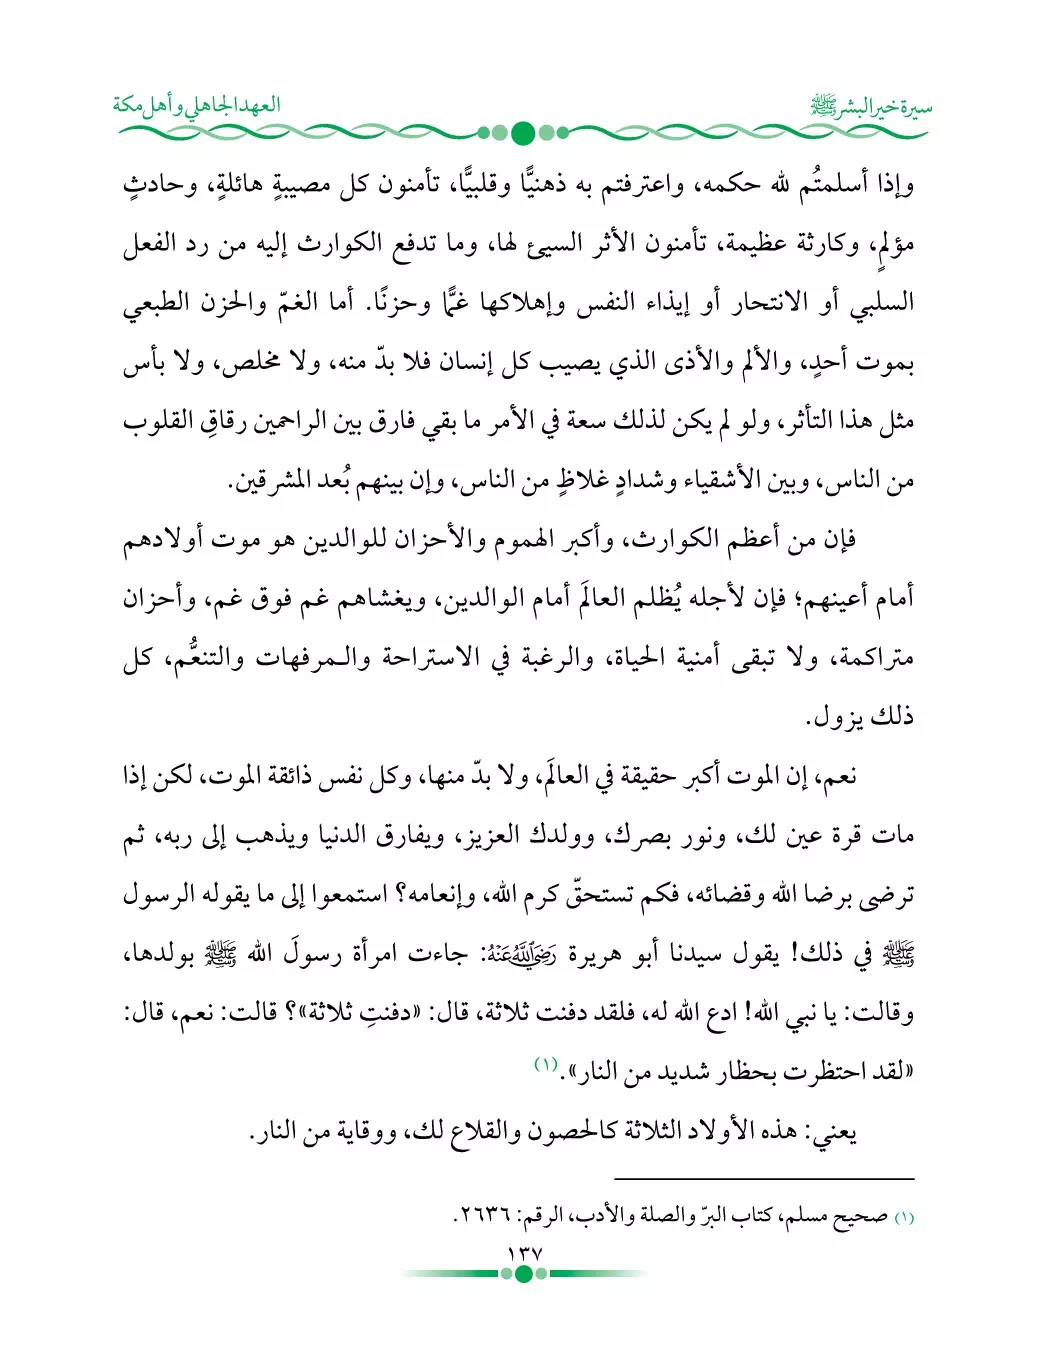 سيرة خير البشر ﷺ
العهد الجاهلي وأهل مكة
وإذا أسلمتُم لله حكمه، واعترفتم به ذهنيًّا وقلبيًّا، تأمنون كل مصيبةٍ هائلةٍ، وحادثٍ
مؤلمٍ، وكارثة عظيمة، تأمنون الأثر السيئ لها، وما تدفع الكوارث إليه من رد الفعل
السلبي أو الانتحار أو إيذاء النفس وإهلاكها غمًّا وحزنًا. أما الغمّ والحزن الطبعي
بموت أحدٍ، والألم والأذى الذي يصيب كل إنسان فلا بدّ منه، ولا مخلص، ولا بأس
مثل هذا التأثر، ولو لم يكن لذلك سعة في الأمر ما بقي فارق بين الراحمين رقاقِ القلوب
من الناس، وبين الأشقياء وشدادٍ غلاظٍ من الناس، وإن بينهم بُعد المشرقين.
فإن من أعظم الكوارث، وأكبر الهموم والأحزان للوالدين هو موت أولادهم
أمام أعينهم؛ فإن لأجله يُظلم العالَم أمام الوالدين، ويغشاهم غم فوق غم، وأحزان
متراكمة، ولا تبقى أمنية الحياة، والرغبة في الاستراحة والـمرفهات والتنعُّم، كل
ذلك يزول.
نعم، إن الموت أكبر حقيقة في العالَم، ولا بدّ منها، وكل نفس ذائقة الموت، لكن إذا
مات قرة عين لك، ونور بصرك، وولدك العزيز، ويفارق الدنيا ويذهب إلى ربه، ثم
ترضى برضا الله وقضائه، فكم تستحقّ كرم الله، وإنعامه؟ استمعوا إلى ما يقوله الرسول
ﷺ في ذلك! يقول سيدنا أبو هريرة رَضِيَ اللَّهُ عَنْهُ: جاءت امرأة رسولَ الله ﷺ بولدها،
وقالت: يا نبي الله! ادع الله له، فلقد دفنت ثلاثة، قال: «دفنتِ ثلاثة»؟ قالت: نعم، قال:
«لقد احتظرت بحظار شديد من النار».(١)
يعني: هذه الأولاد الثلاثة كالحصون والقلاع لك، ووقاية من النار.
(١) صحيح مسلم، كتاب البرّ والصلة والأدب، الرقم: ٢٦٣٦.
١٣٧